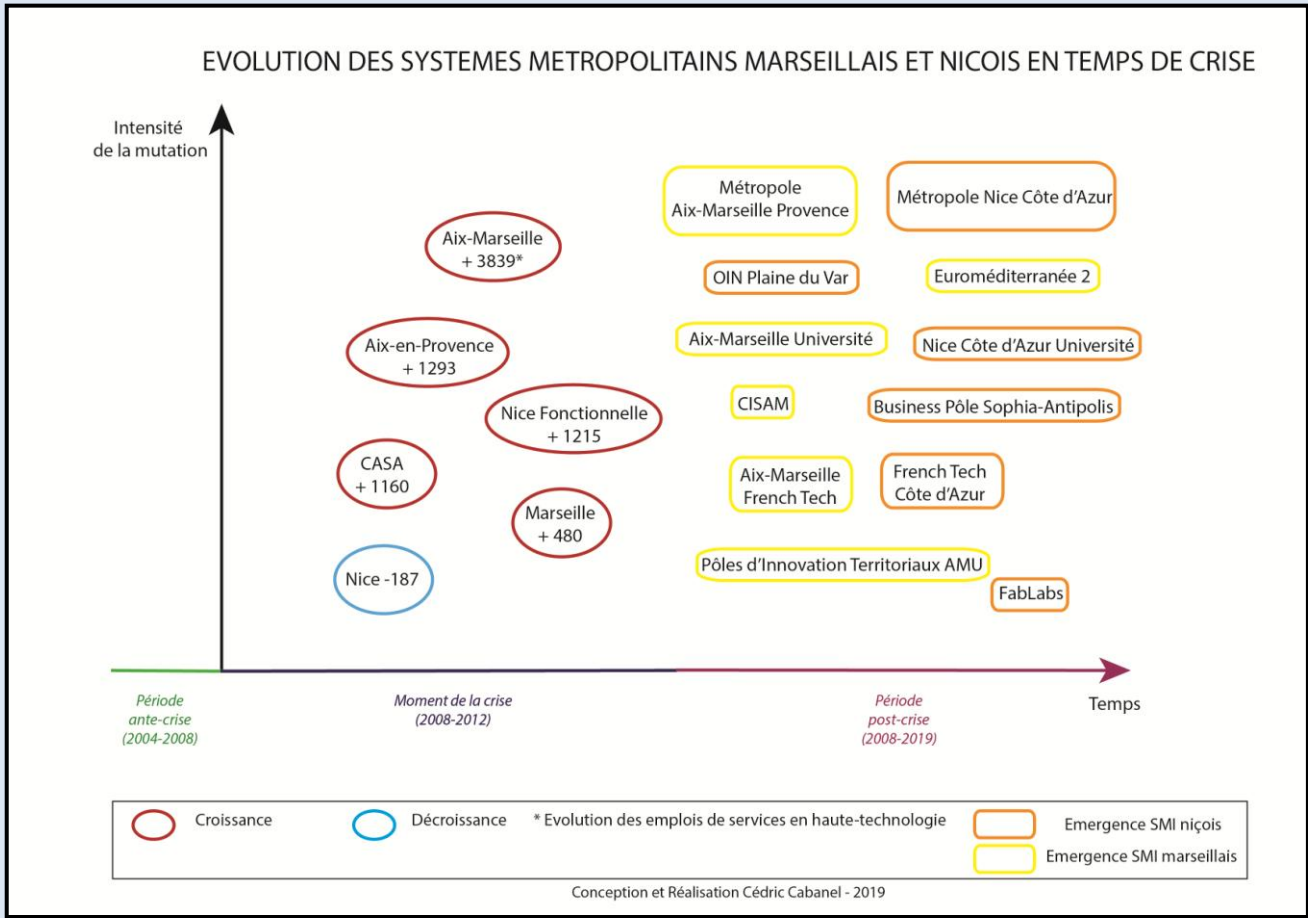 EVOLUTION DES SYSTEMES METROPOLITAINS MARSEILLAIS ET NICOIS EN TEMPS DE CRISE
Intensité
de la mutation
Aix-Marseille
+ 3839*
Aix-en-Provence
+ 1293
Nice Fonctionnelle
+ 1215
CASA
+ 1160
Marseille
+ 480
Nice -187
Métropole
Aix-Marseille Provence
Métropole Nice Côte d'Azur
OIN Plaine du Var
Euroméditerranée 2
Aix-Marseille Université
Nice Côte d'Azur Université
CISAM
Business Pôle Sophia-Antipolis
Aix-Marseille
French Tech
French Tech
Côte d'Azur
Pôles d'Innovation Territoriaux AMU
FabLabs
Période
ante-crise
(2004-2008)
Moment de la crise
(2008-2012)
Période
post-crise
(2008-2019)
Temps
Croissance
Décroissance
* Evolution des emplois de services en haute-technologie
Emergence SMI niçois
Emergence SMI marseillais
Conception et Réalisation Cédric Cabanel - 2019